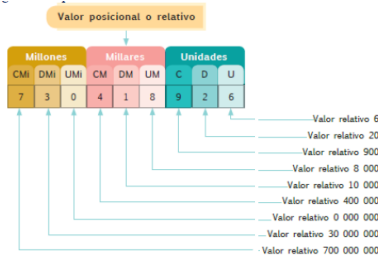 Valor posicional o relativo
Millones Millares Unidades
CMi DMi UMi CM DM UM C D U
7 3 0 4 1 8 9 2 6
Valor relativo 6
Valor relativo 20
Valor relativo 900
Valor relativo 8 000
Valor relativo 10 000
Valor relativo 400 000
Valor relativo 0 000 000
Valor relativo 30 000 000
Valor relativo 700 000 000